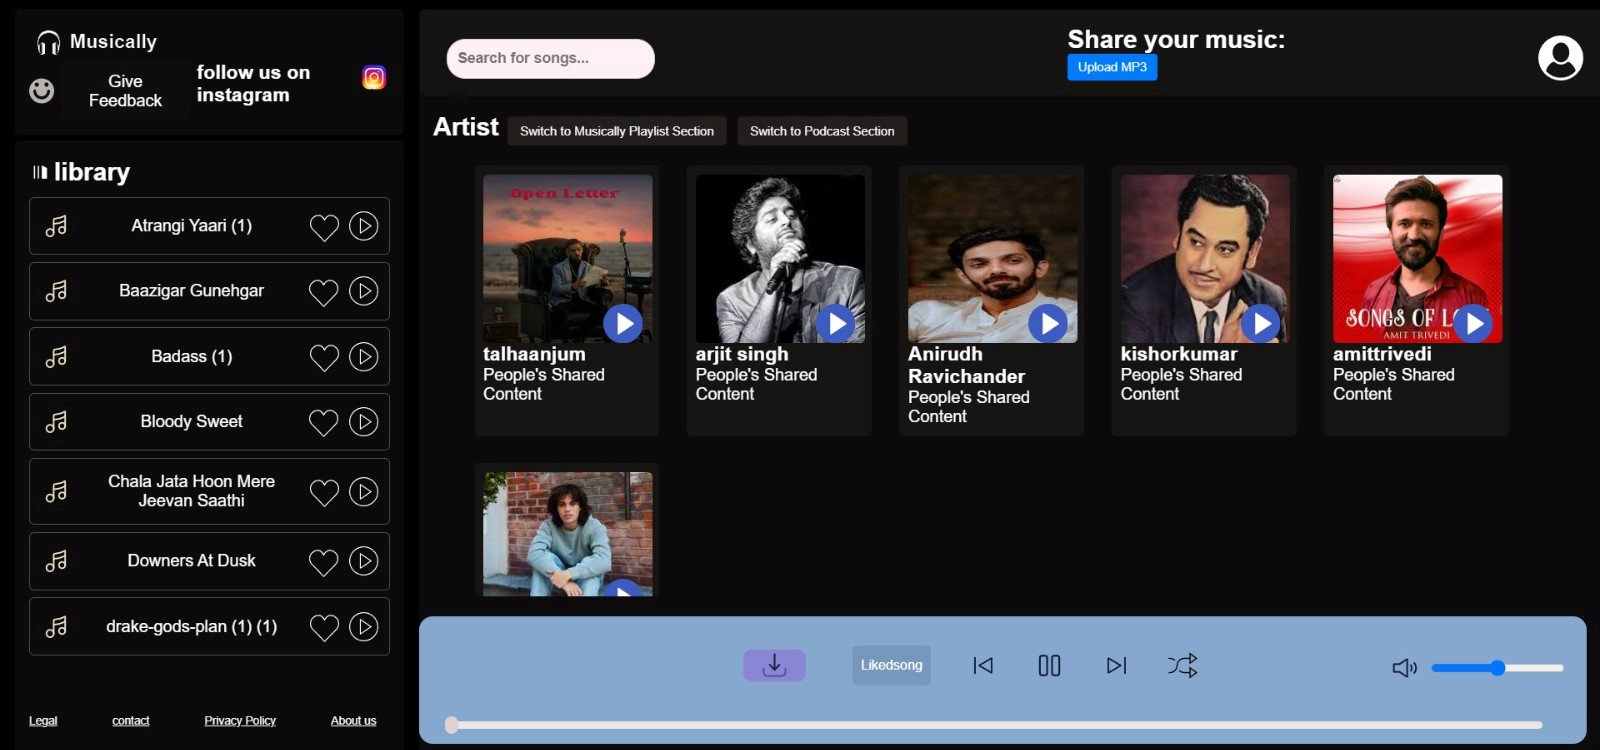 Musically
Give
Feedback
follow us on
instagram
library
Atrangi Yaari (1)
Baazigar Gunehgar
Badass (1)
Bloody Sweet
Chala Jata Hoon Mere
Jeevan Saathi
Downers At Dusk
drake-gods-plan (1) (1)
Legal
contact
Privacy Policy
About us
Search for songs...
Share your music:
Upload MP3
Artist
Switch to Musically Playlist Section
Switch to Podcast Section
Open Letter
talhaanjum
People's Shared
Content
arjit singh
People's Shared
Content
Anirudh
Ravichander
People's Shared
Content
kishorkumar
People's Shared
Content
SONGS OF
AMIT TRIVEDI
amittrivedi
People's Shared
Content
Likedsong